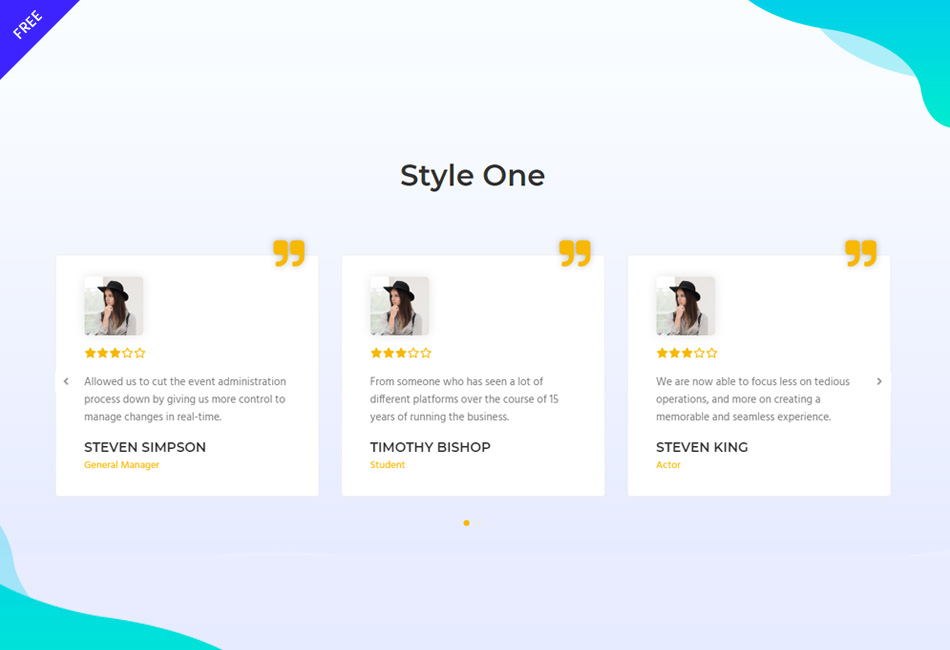 FREE
Style One
Allowed us to cut the event administration
process down by giving us more control to
manage changes in real-time.
STEVEN SIMPSON
General Manager
From someone who has seen a lot of
different platforms over the course of 15
years of running the business.
TIMOTHY BISHOP
Student
We are now able to focus less on tedious
operations, and more on creating a
memorable and seamless experience.
STEVEN KING
Actor